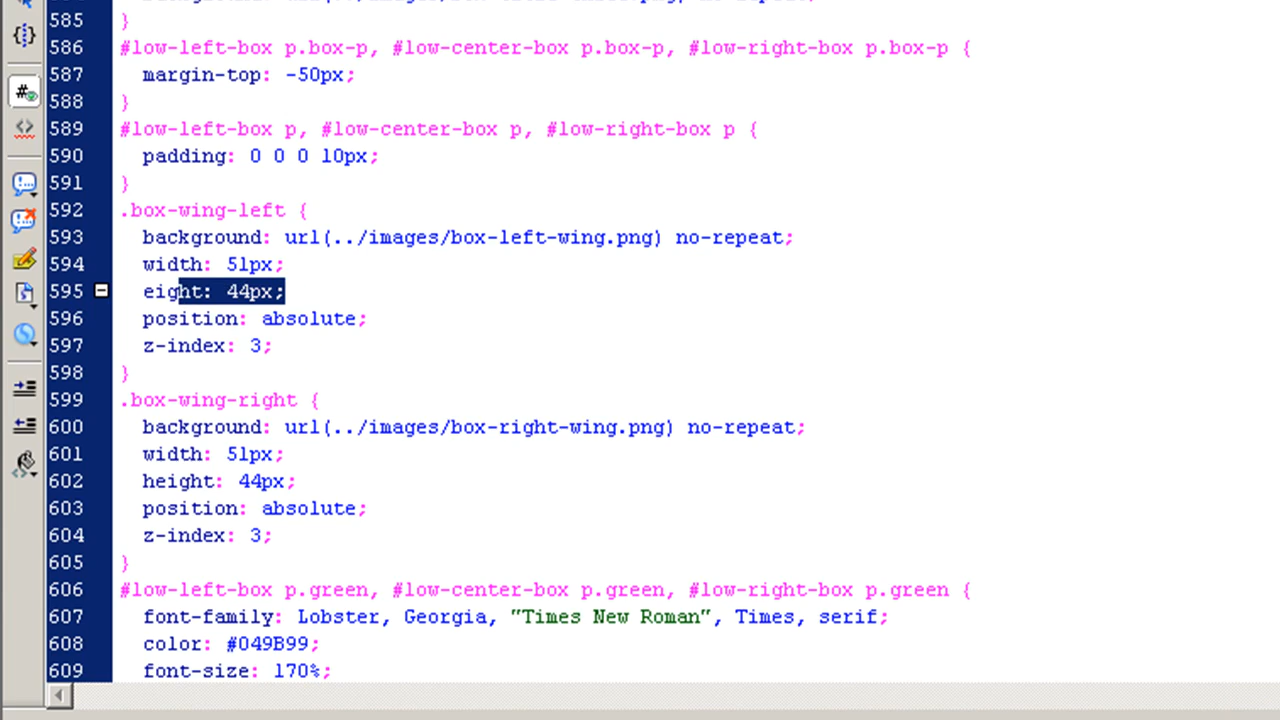 585 }
586 #low-left-box p.box-p, #low-center-box p.box-p, #low-right-box p.box-p {
587 margin-top: -50px;
588 }
589 #low-left-box p, #low-center-box p, #low-right-box p {
590 padding: 0 0 0 10px;
591 }
592 .box-wing-left {
593 background: url(../images/box-left-wing.png) no-repeat;
594 width: 51px;
595 eight: 44px;
596 position: absolute;
597 z-index: 3;
598 }
599 .box-wing-right {
600 background: url(../images/box-right-wing.png) no-repeat;
601 width: 51px;
602 height: 44px;
603 position: absolute;
604 z-index: 3;
605 }
606 #low-left-box p.green, #low-center-box p.green, #low-right-box p.green {
607 font-family: Lobster, Georgia, "Times New Roman", Times, serif;
608 color: #049B99;
609 font-size: 170%;